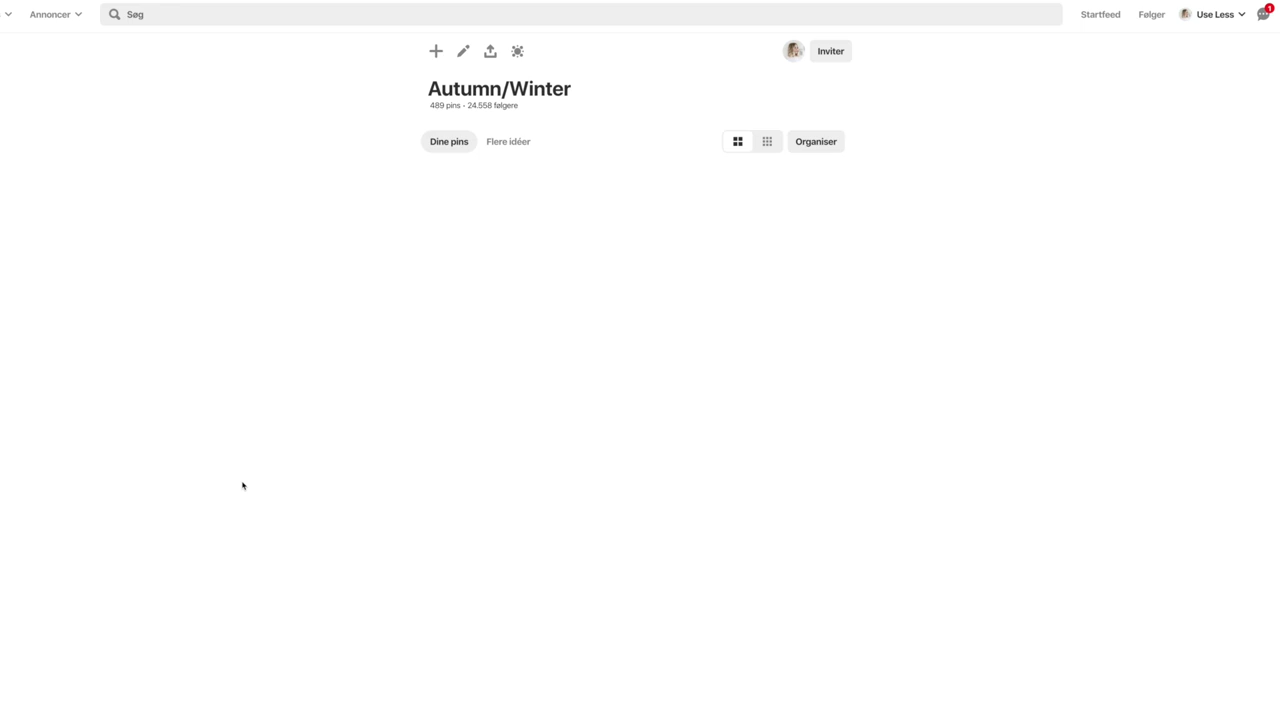 Annoncer
Søg
Startfeed
Følger
Use Less
1
Inviter
Autumn/Winter
489 pins • 24.558 følgere
Dine pins
Flere idéer
Organiser